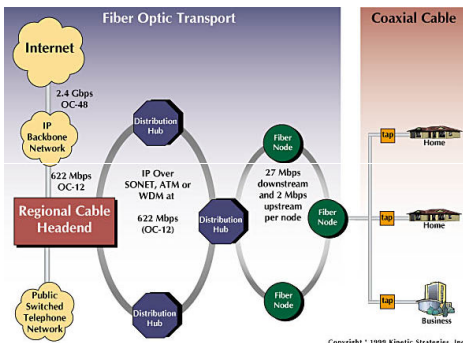 Fiber Optic Transport
Coaxial Cable
Internet
2.4 Gbps
OC-48
IP
Backbone
Network
622 Mbps
OC-12
Regional Cable
Headend
Public
Switched
Telephone
Network
Distribution
Hub
IP Over
SONET, ATM or
WDM at
622 Mbps
(OC-12)
Distribution
Hub
Distribution
Hub
Fiber
Node
27 Mbps
downstream
and 2 Mbps
upstream
per node
Fiber
Node
Fiber
Node
tap
Home
tap
Home
tap
Business
Copyright * 1999 Kinetic Strategies, Inc